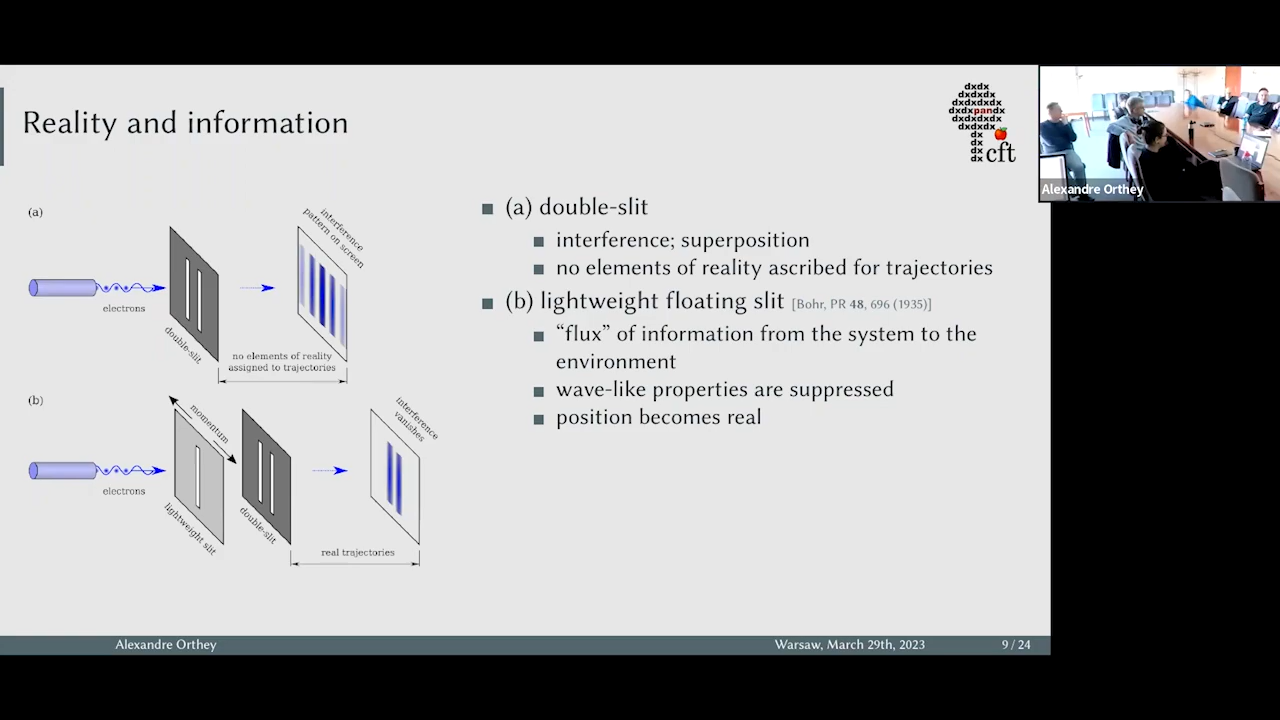 Reality and information
dxdx
dxdxdx
dxdxdxdx
dxdxpandx
dxdxdxdx
dxdxdx
dx
dx
dx
dx cft
Alexandre Orthey
(a)
interference
pattern on screen
electrons
double-slit
no elements of reality
assigned to trajectories
(b)
momentum
interference
vanishes
electrons
lightweight slit
double-slit
real trajectories
(a) double-slit
interference; superposition
no elements of reality ascribed for trajectories
(b) lightweight floating slit [Bohr, PR 48, 696 (1935)]
“flux” of information from the system to the
environment
wave-like properties are suppressed
position becomes real
Alexandre Orthey
Warsaw, March 29th, 2023
9 / 24